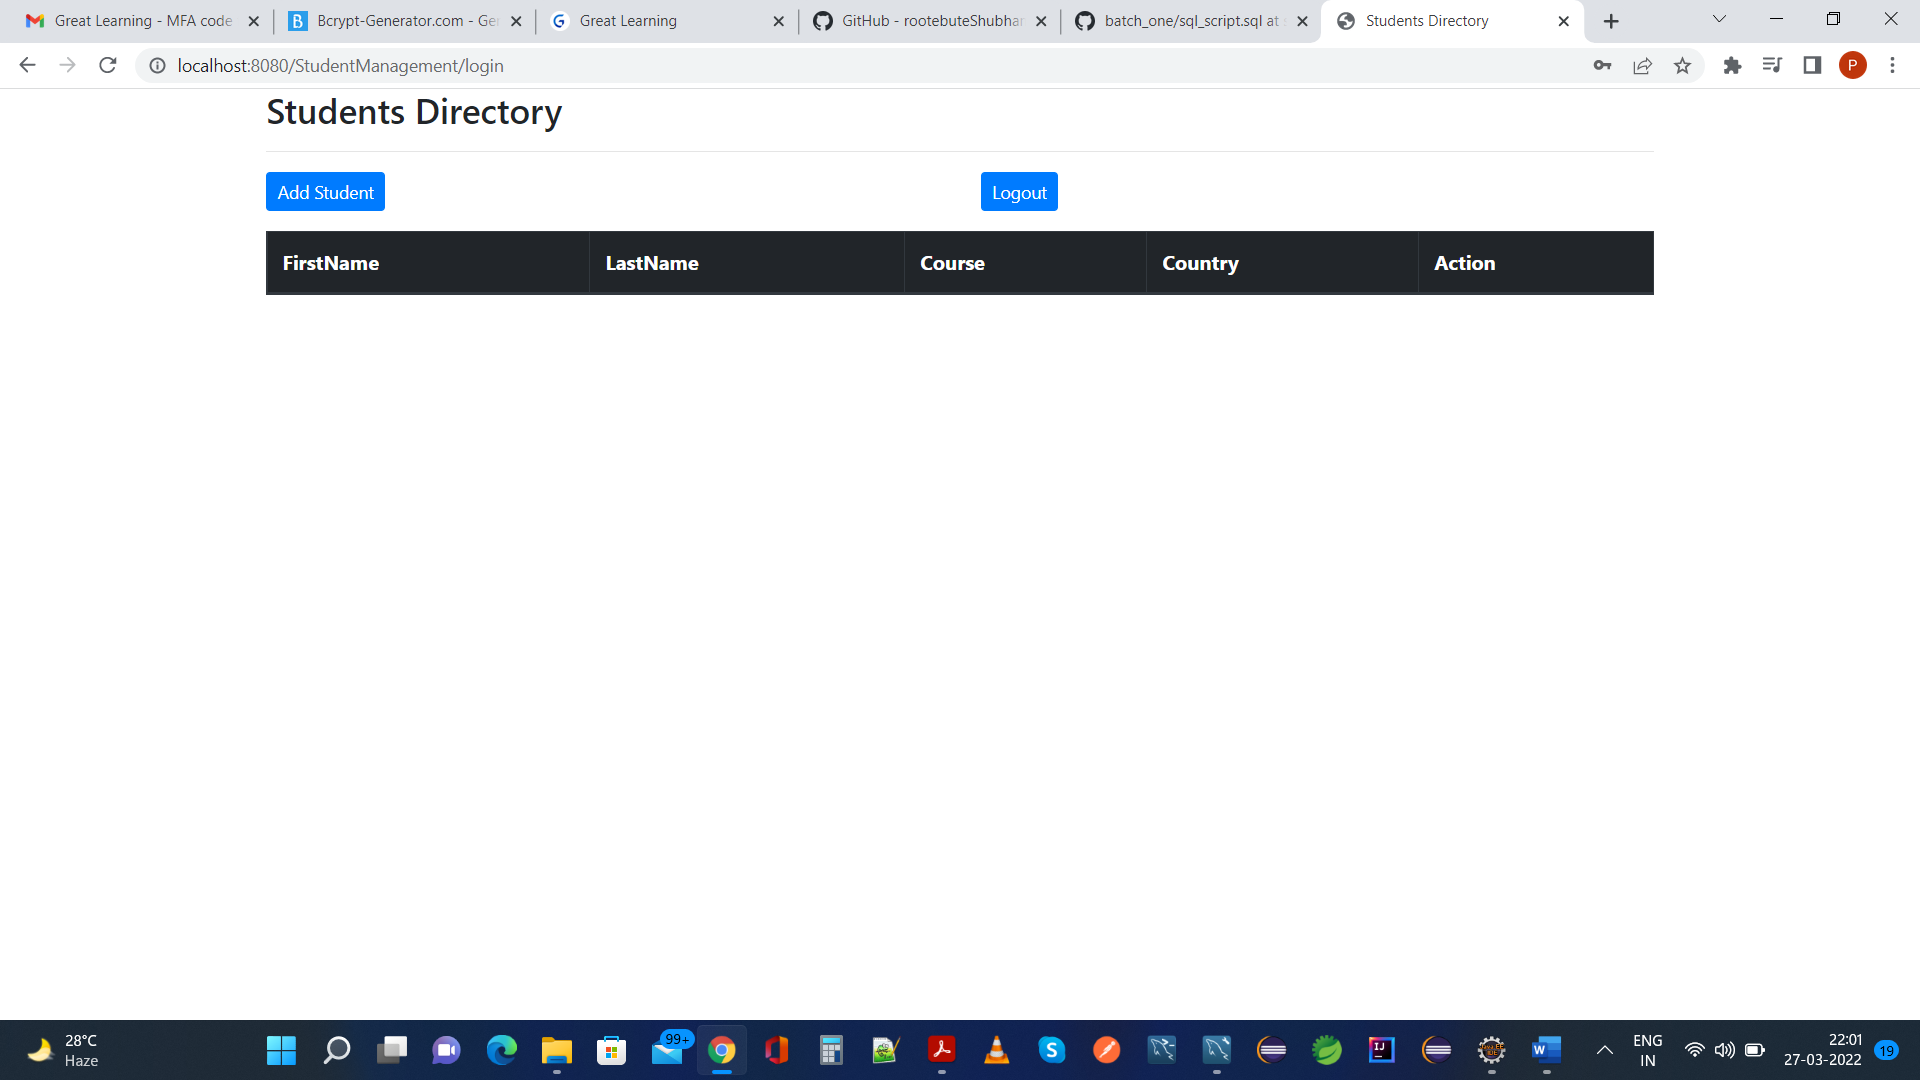 Great Learning - MFA code
Bcrypt-Generator.com - Ge
Great Learning
GitHub - rootebuteShubha
batch_one/sql_script.sql at
Students Directory
localhost:8080/StudentManagement/login
P
Students Directory
Add Student
Logout
FirstName LastName Course Country Action
28°C
Haze
99+
ENG
IN
22:01
27-03-2022
19